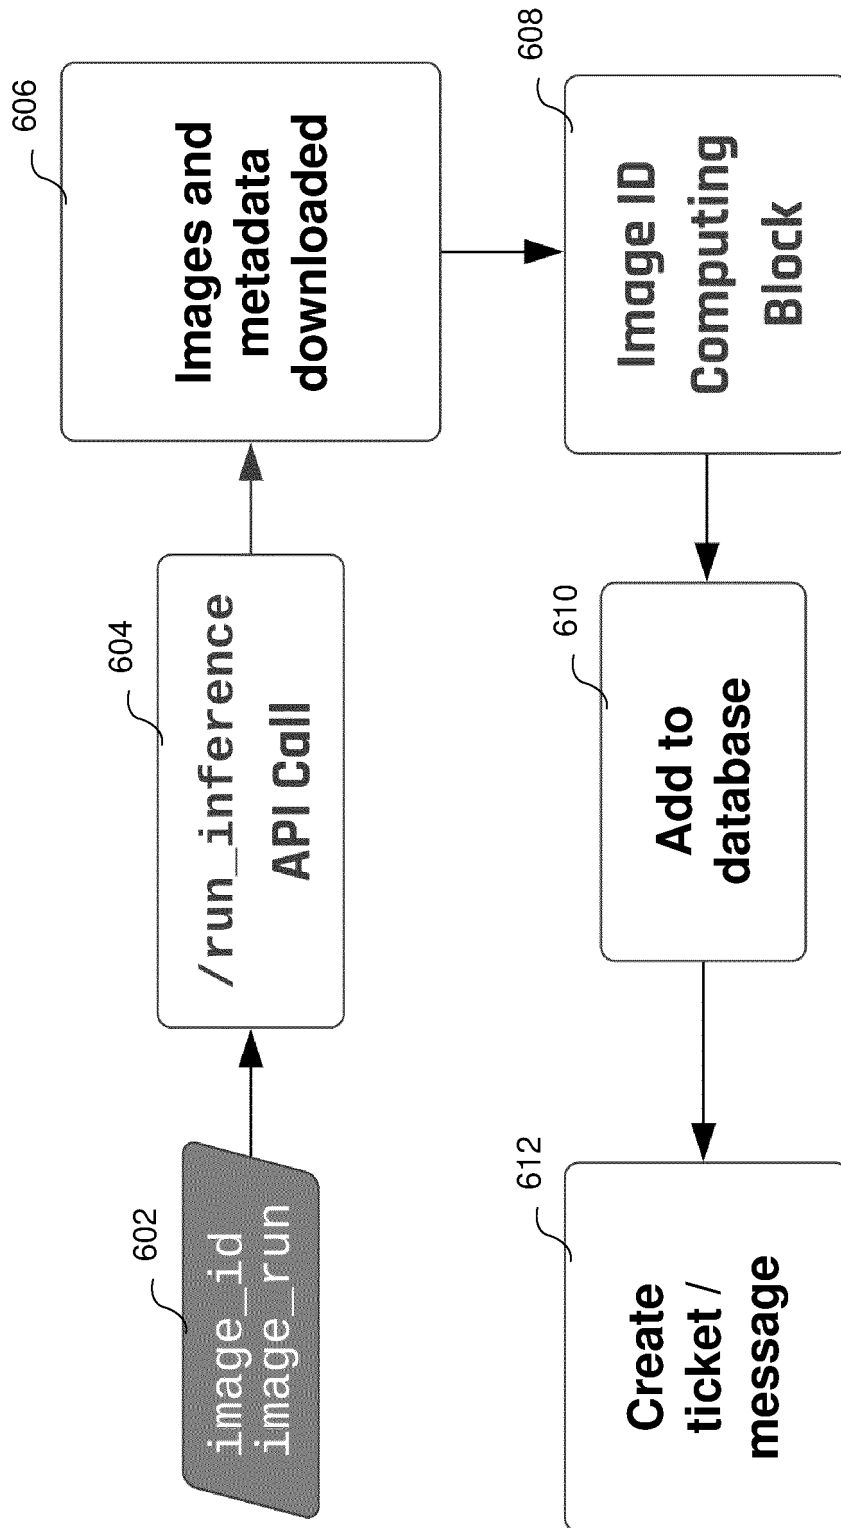 602
image_id
image_run
604
/run_inference
API Call
606
Images and
metadata
downloaded
608
Image ID
Computing
Block
610
Add to
database
612
Create
ticket /
message